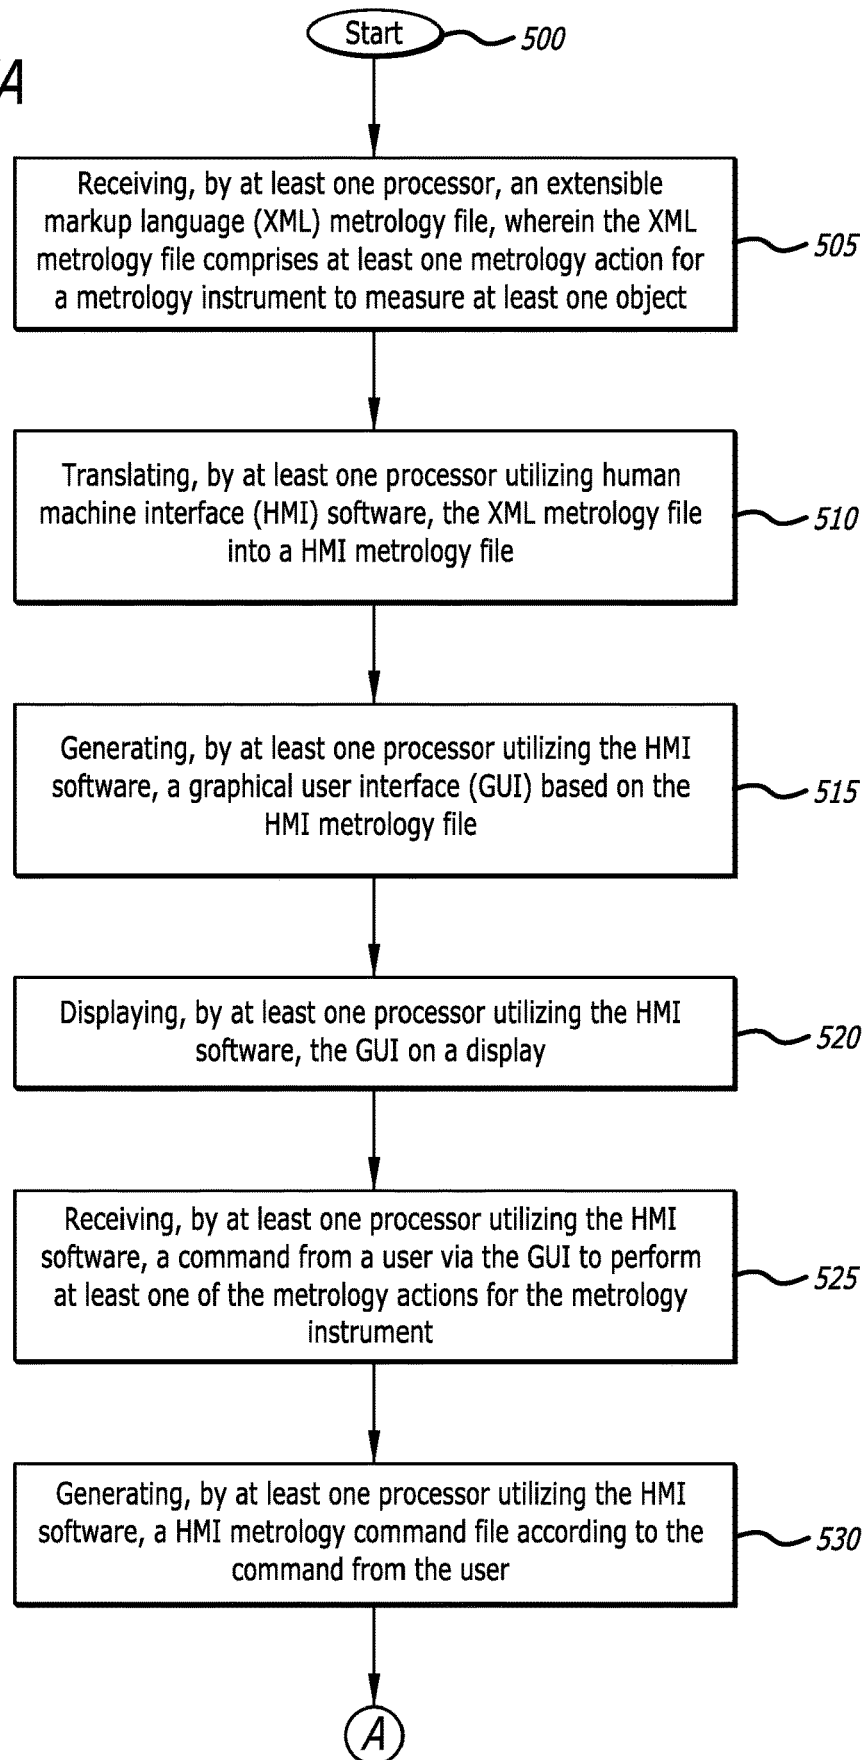 Start
500
A
Receiving, by at least one processor, an extensible
markup language (XML) metrology file, wherein the XML
metrology file comprises at least one metrology action for
a metrology instrument to measure at least one object
505
Translating, by at least one processor utilizing human
machine interface (HMI) software, the XML metrology file
into a HMI metrology file
510
Generating, by at least one processor utilizing the HMI
software, a graphical user interface (GUI) based on the
HMI metrology file
515
Displaying, by at least one processor utilizing the HMI
software, the GUI on a display
520
Receiving, by at least one processor utilizing the HMI
software, a command from a user via the GUI to perform
at least one of the metrology actions for the metrology
instrument
525
Generating, by at least one processor utilizing the HMI
software, a HMI metrology command file according to the
command from the user
530
A